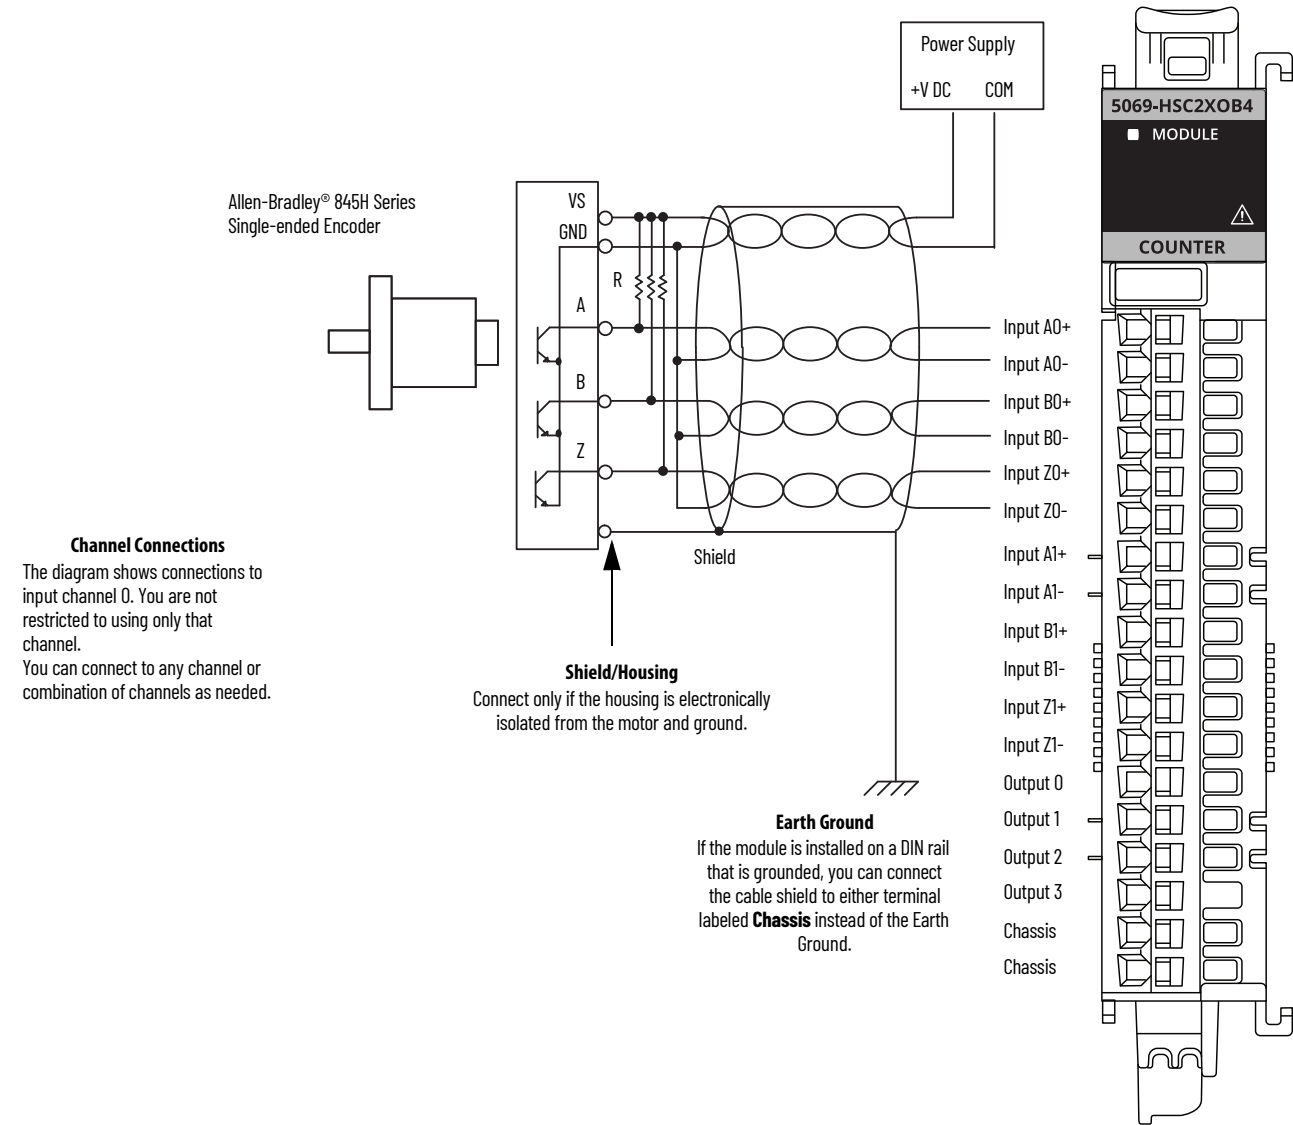 Power Supply
+V DC COM
5069-HSC2XOB4
MODULE
COUNTER
Allen-Bradley® 845H Series
Single-ended Encoder
VS
GND
R
A
B
Z
Shield
Input A0+
Input A0-
Input B0+
Input B0-
Input Z0+
Input Z0-
Input A1+
Input A1-
Input B1+
Input B1-
Input Z1+
Input Z1-
Output 0
Output 1
Output 2
Output 3
Chassis
Chassis
Channel Connections
The diagram shows connections to
input channel 0. You are not
restricted to using only that
channel.
You can connect to any channel or
combination of channels as needed.
Shield/Housing
Connect only if the housing is electronically
isolated from the motor and ground.
Earth Ground
If the module is installed on a DIN rail
that is grounded, you can connect
the cable shield to either terminal
labeled Chassis instead of the Earth
Ground.